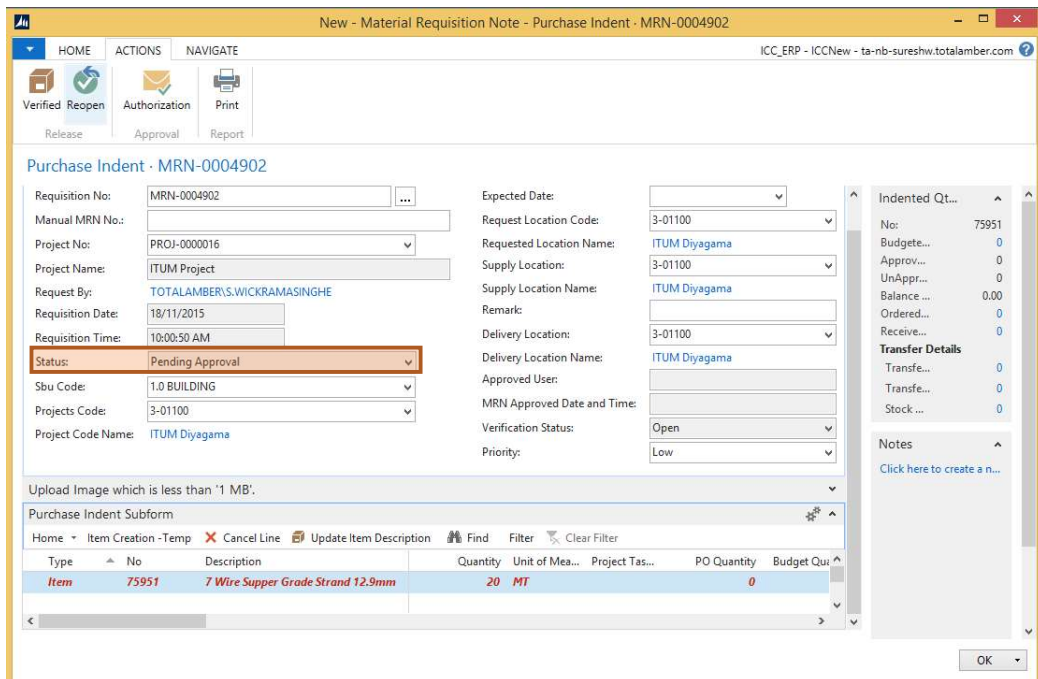 New - Material Requisition Note - Purchase Indent · MRN-0004902
HOME ACTIONS NAVIGATE
ICC_ERP - ICCNew - ta-nb-sureshw.totalamber.com
Verified Reopen Authorization Print
Release Approval Report
Purchase Indent · MRN-0004902
Requisition No: MRN-0004902 ...
Manual MRN No.:
Project No: PROJ-0000016
Project Name: ITUM Project
Request By: TOTALAMBER\S.WICKRAMASINGHE
Requisition Date: 18/11/2015
Requisition Time: 10:00:50 AM
Status: Pending Approval
Sbu Code: 1.0 BUILDING
Projects Code: 3-01100
Project Code Name: ITUM Diyagama
Expected Date:
Request Location Code: 3-01100
Requested Location Name: ITUM Diyagama
Supply Location: 3-01100
Supply Location Name: ITUM Diyagama
Remark:
Delivery Location: 3-01100
Delivery Location Name: ITUM Diyagama
Approved User:
MRN Approved Date and Time:
Verification Status: Open
Priority: Low
Indented Qt...
No: 75951
Budgete... 0
Approv... 0
UnAppr... 0
Balance ... 0.00
Ordered... 0
Receive... 0
Transfer Details
Transfe... 0
Transfe... 0
Stock ... 0
Notes
Click here to create a n...
Upload Image which is less than '1 MB'.
Purchase Indent Subform
Home Item Creation -Temp Cancel Line Update Item Description Find Filter Clear Filter
Type No Description Quantity Unit of Mea... Project Tas... PO Quantity Budget Qua
Item 75951 7 Wire Supper Grade Strand 12.9mm 20 MT 0
OK